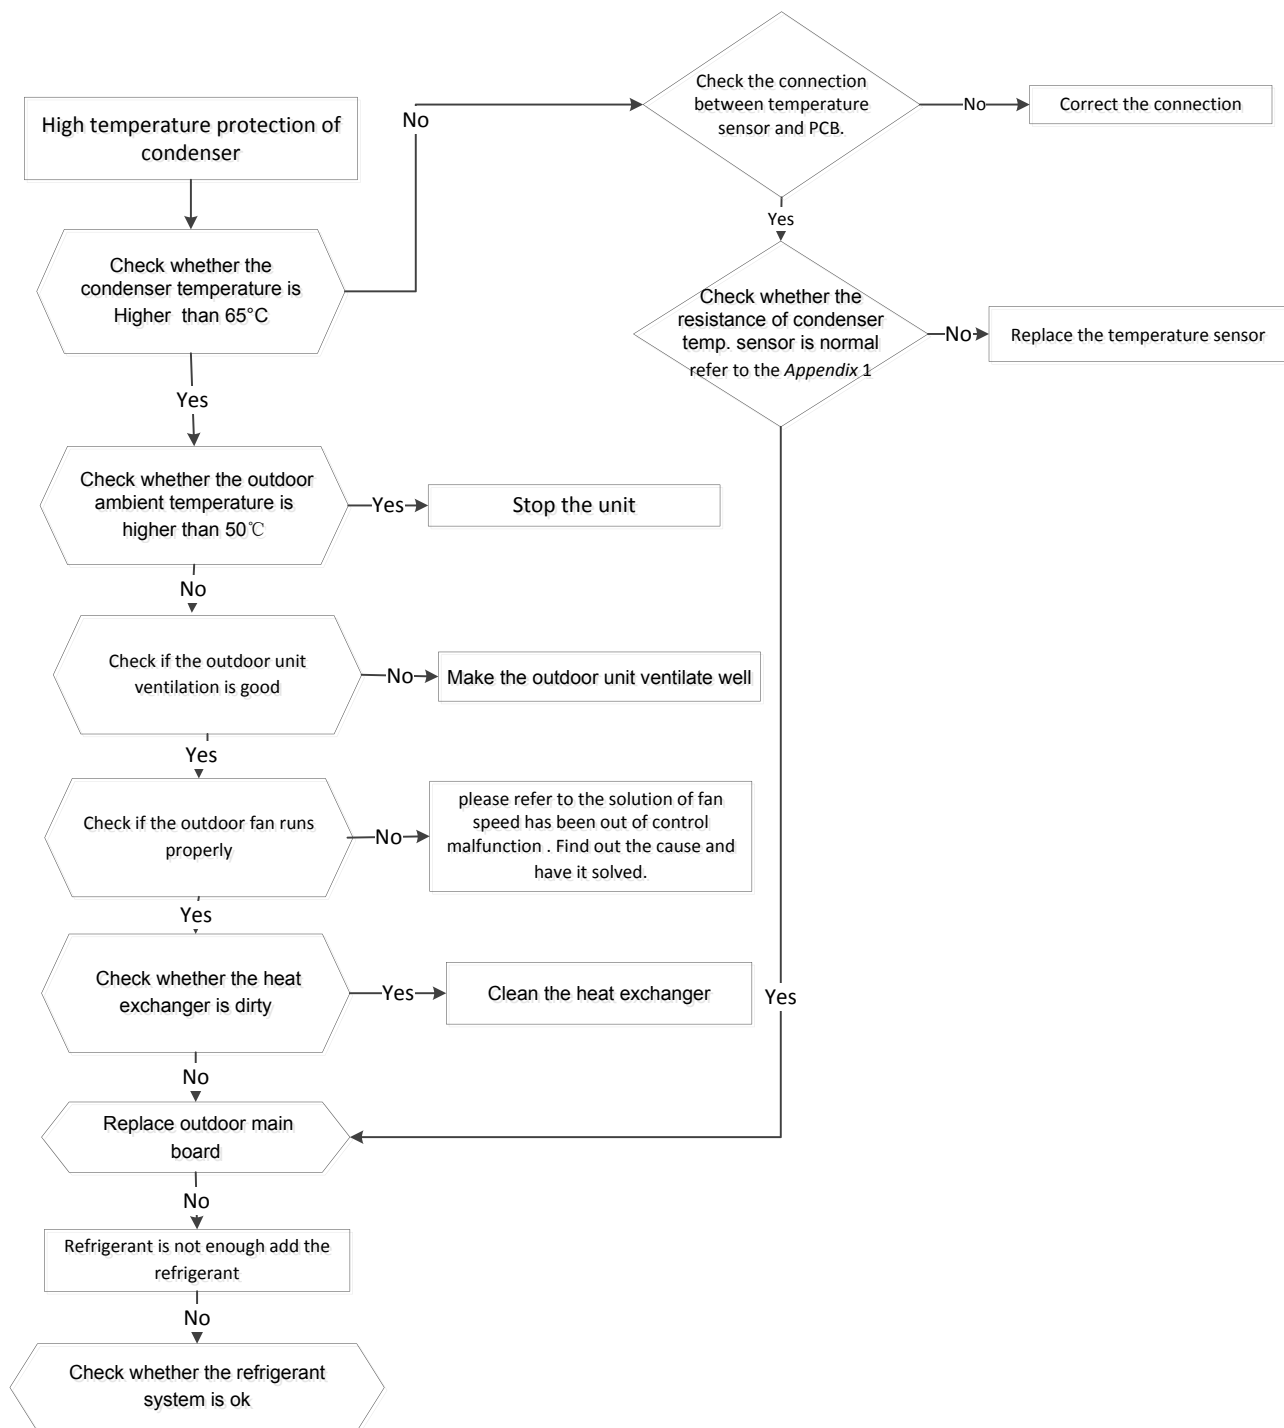 High temperature protection of
condenser
No
Check the connection
between temperature
sensor and PCB.
No
Correct the connection
Yes
Check whether the
condenser temperature is
Higher than 65°C
Check whether the
resistance of condenser
temp. sensor is normal
refer to the Appendix 1
No
Replace the temperature sensor
Yes
Check whether the outdoor
ambient temperature is
higher than 50℃
Yes
Stop the unit
No
Check if the outdoor unit
ventilation is good
No
Make the outdoor unit ventilate well
Yes
Check if the outdoor fan runs
properly
No
please refer to the solution of fan
speed has been out of control
malfunction . Find out the cause and
have it solved.
Yes
Check whether the heat
exchanger is dirty
Yes
Clean the heat exchanger
Yes
No
Replace outdoor main
board
No
Refrigerant is not enough add the
refrigerant
No
Check whether the refrigerant
system is ok